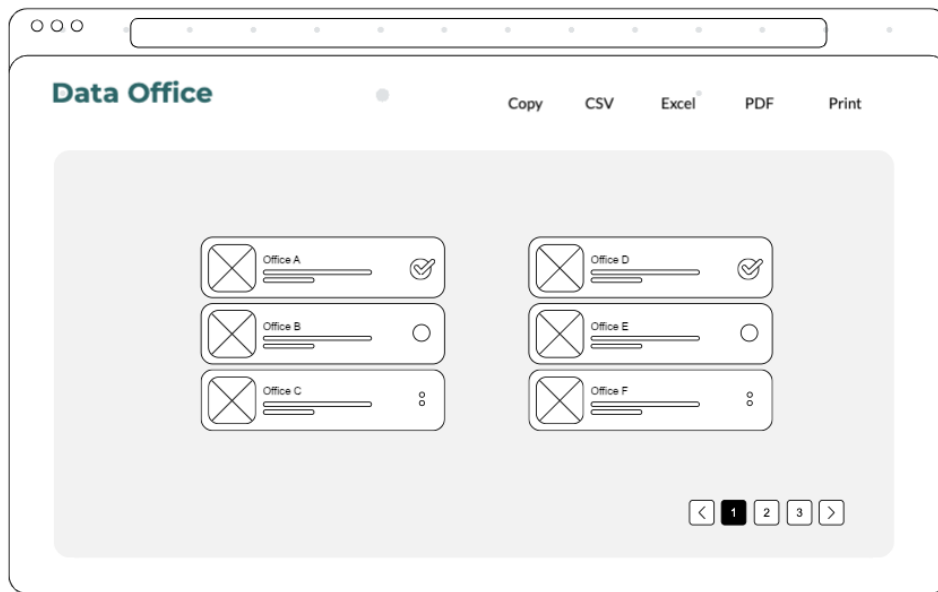 Data Office
Copy CSV Excel PDF Print
Office A
Office B
Office C
Office D
Office E
Office F
1 2 3